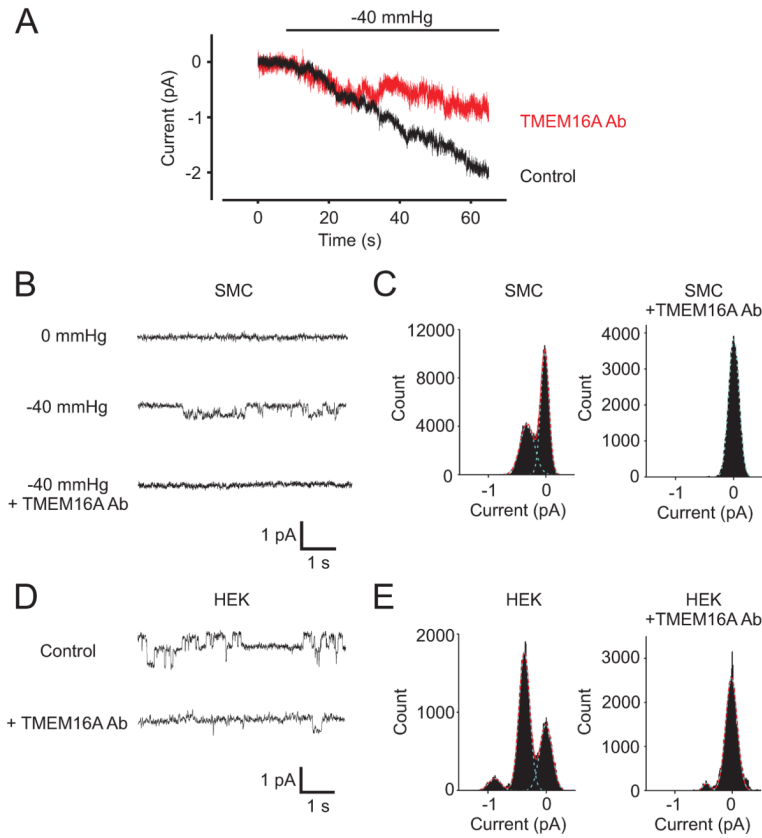 A
-40 mmHg
Current (pA)
0
-1
-2
TMEM16A Ab
Control
0
20
40
60
Time (s)
B
SMC
0 mmHg
-40 mmHg
-40 mmHg
+ TMEM16A Ab
1 pA
1 s
C
SMC
Count
12000
8000
4000
0
-1
0
Current (pA)
SMC
+TMEM16A Ab
Count
4000
3000
2000
1000
0
-1
0
Current (pA)
D
HEK
Control
+ TMEM16A Ab
1 pA
1 s
E
HEK
Count
2000
1000
0
-1
0
Current (pA)
HEK
+TMEM16A Ab
Count
3000
2000
1000
0
-1
0
Current (pA)